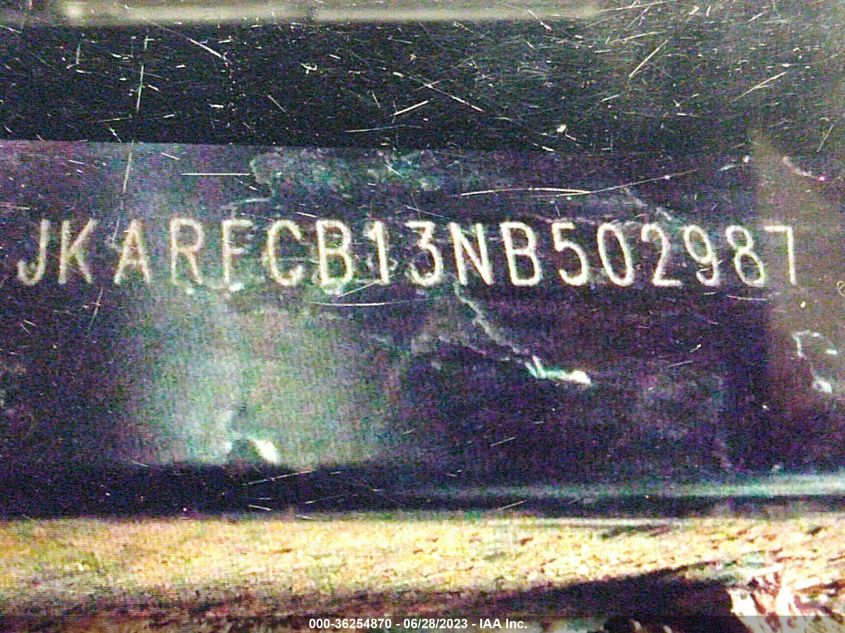 JKARFCB13NB502987
000-36254870 - 06/28/2023 - IAA Inc.